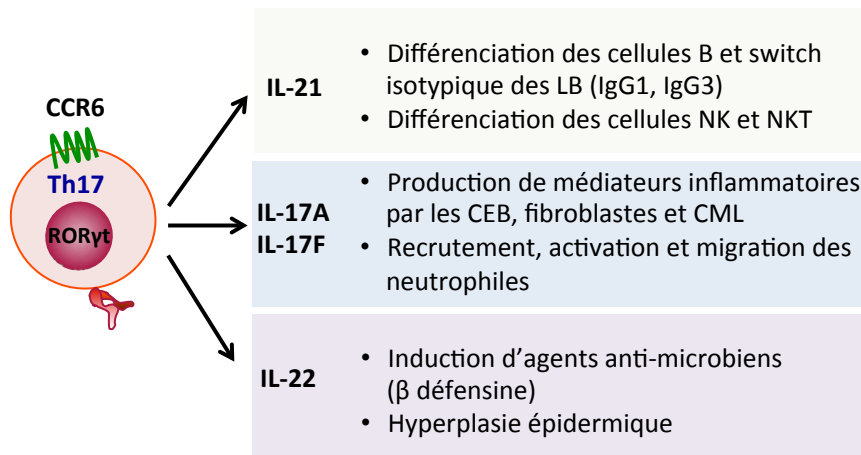 CCR6
Th17
RORγt
IL-21
• Différenciation des cellules B et switch
isotypique des LB (IgG1, IgG3)
• Différenciation des cellules NK et NKT
IL-17A
IL-17F
• Production de médiateurs inflammatoires
par les CEB, fibroblastes et CML
• Recrutement, activation et migration des
neutrophiles
IL-22
• Induction d’agents anti-microbiens
(β défensine)
• Hyperplasie épidermique